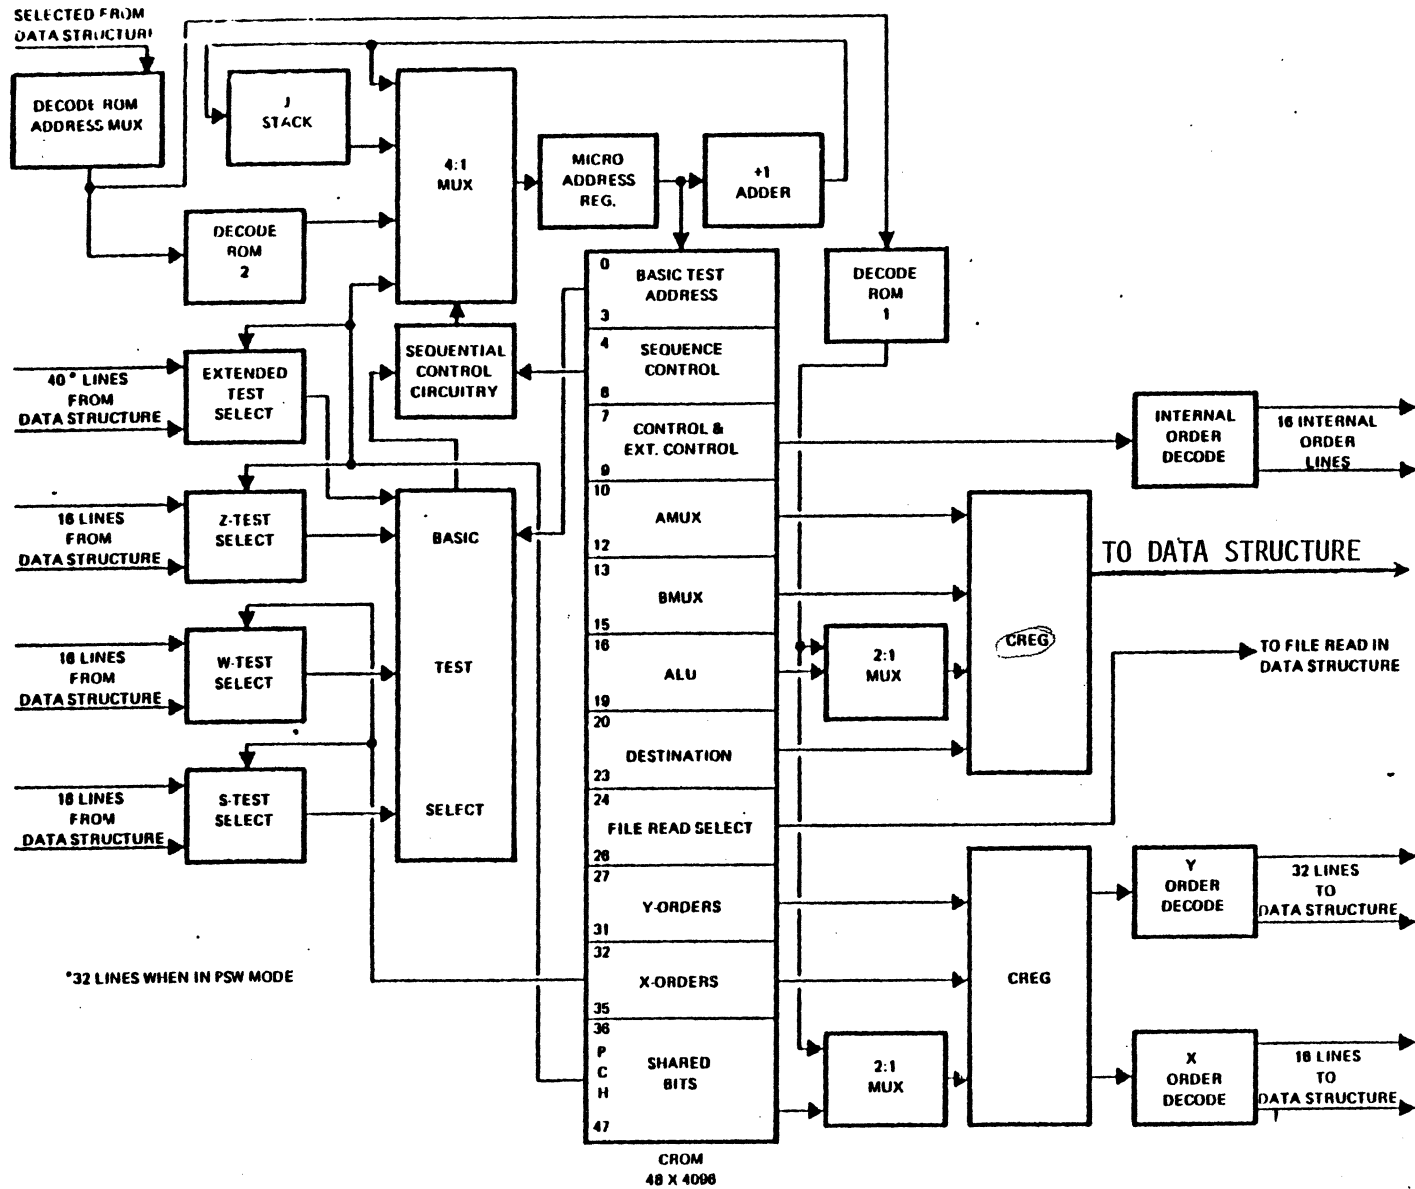 SELECTED FROM
DATA STRUCTURE
DECODE ROM
ADDRESS MUX
J
STACK
4:1
MUX
MICRO
ADDRESS
REG.
+1
ADDER
DECODE
ROM
2
DECODE
ROM
1
0
BASIC TEST
ADDRESS
3
4
SEQUENCE
CONTROL
6
7
CONTROL &
EXT. CONTROL
9
10
AMUX
12
13
BMUX
15
16
ALU
19
20
DESTINATION
23
24
FILE READ SELECT
26
27
Y-ORDERS
31
32
X-ORDERS
35
36
P
C
H
SHARED
BITS
47
CROM
48 X 4096
SEQUENTIAL
CONTROL
CIRCUITRY
40* LINES
FROM
DATA STRUCTURE
EXTENDED
TEST
SELECT
16 LINES
FROM
DATA STRUCTURE
Z-TEST
SELECT
16 LINES
FROM
DATA STRUCTURE
W-TEST
SELECT
16 LINES
FROM
DATA STRUCTURE
S-TEST
SELECT
BASIC
TEST
SELECT
*32 LINES WHEN IN PSW MODE
INTERNAL
ORDER
DECODE
16 INTERNAL
ORDER
LINES
CREG
TO DATA STRUCTURE
2:1
MUX
TO FILE READ IN
DATA STRUCTURE
CREG
Y
ORDER
DECODE
32 LINES
TO
DATA STRUCTURE
2:1
MUX
X
ORDER
DECODE
16 LINES
TO
DATA STRUCTURE